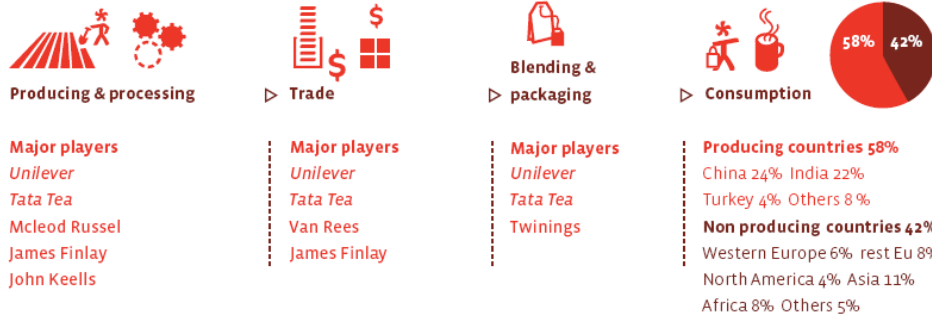 58% 42%
Producing & processing
Trade
Blending &
packaging
Consumption
Major players
Unilever
Tata Tea
Mcleod Russel
James Finlay
John Keells
Major players
Unilever
Tata Tea
Van Rees
James Finlay
Major players
Unilever
Tata Tea
Twinings
Producing countries 58%
China 24% India 22%
Turkey 4% Others 8 %
Non producing countries 42%
Western Europe 6% rest Eu 8%
North America 4% Asia 11%
Africa 8% Others 5%